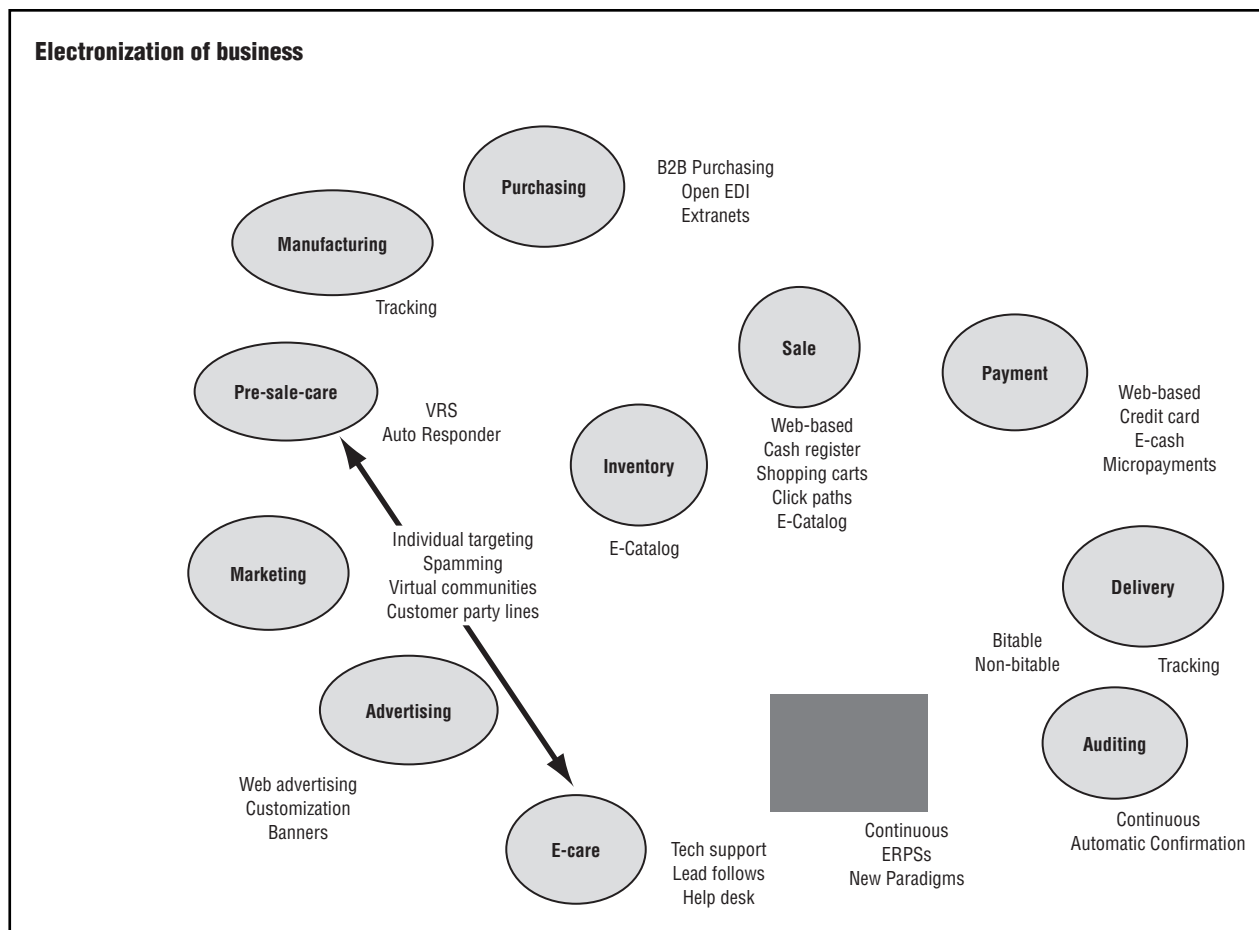 Electronization of business
Purchasing
B2B Purchasing
Open EDI
Extranets
Manufacturing
Tracking
Sale
Web-based
Cash register
Shopping carts
Click paths
E-Catalog
Payment
Web-based
Credit card
E-cash
Micropayments
Pre-sale-care
VRS
Auto Responder
Inventory
E-Catalog
Individual targeting
Spamming
Virtual communities
Customer party lines
Marketing
Delivery
Bitable
Non-bitable
Tracking
Advertising
Web advertising
Customization
Banners
Auditing
Continuous
Automatic Confirmation
E-care
Tech support
Lead follows
Help desk
Continuous
ERPSs
New Paradigms